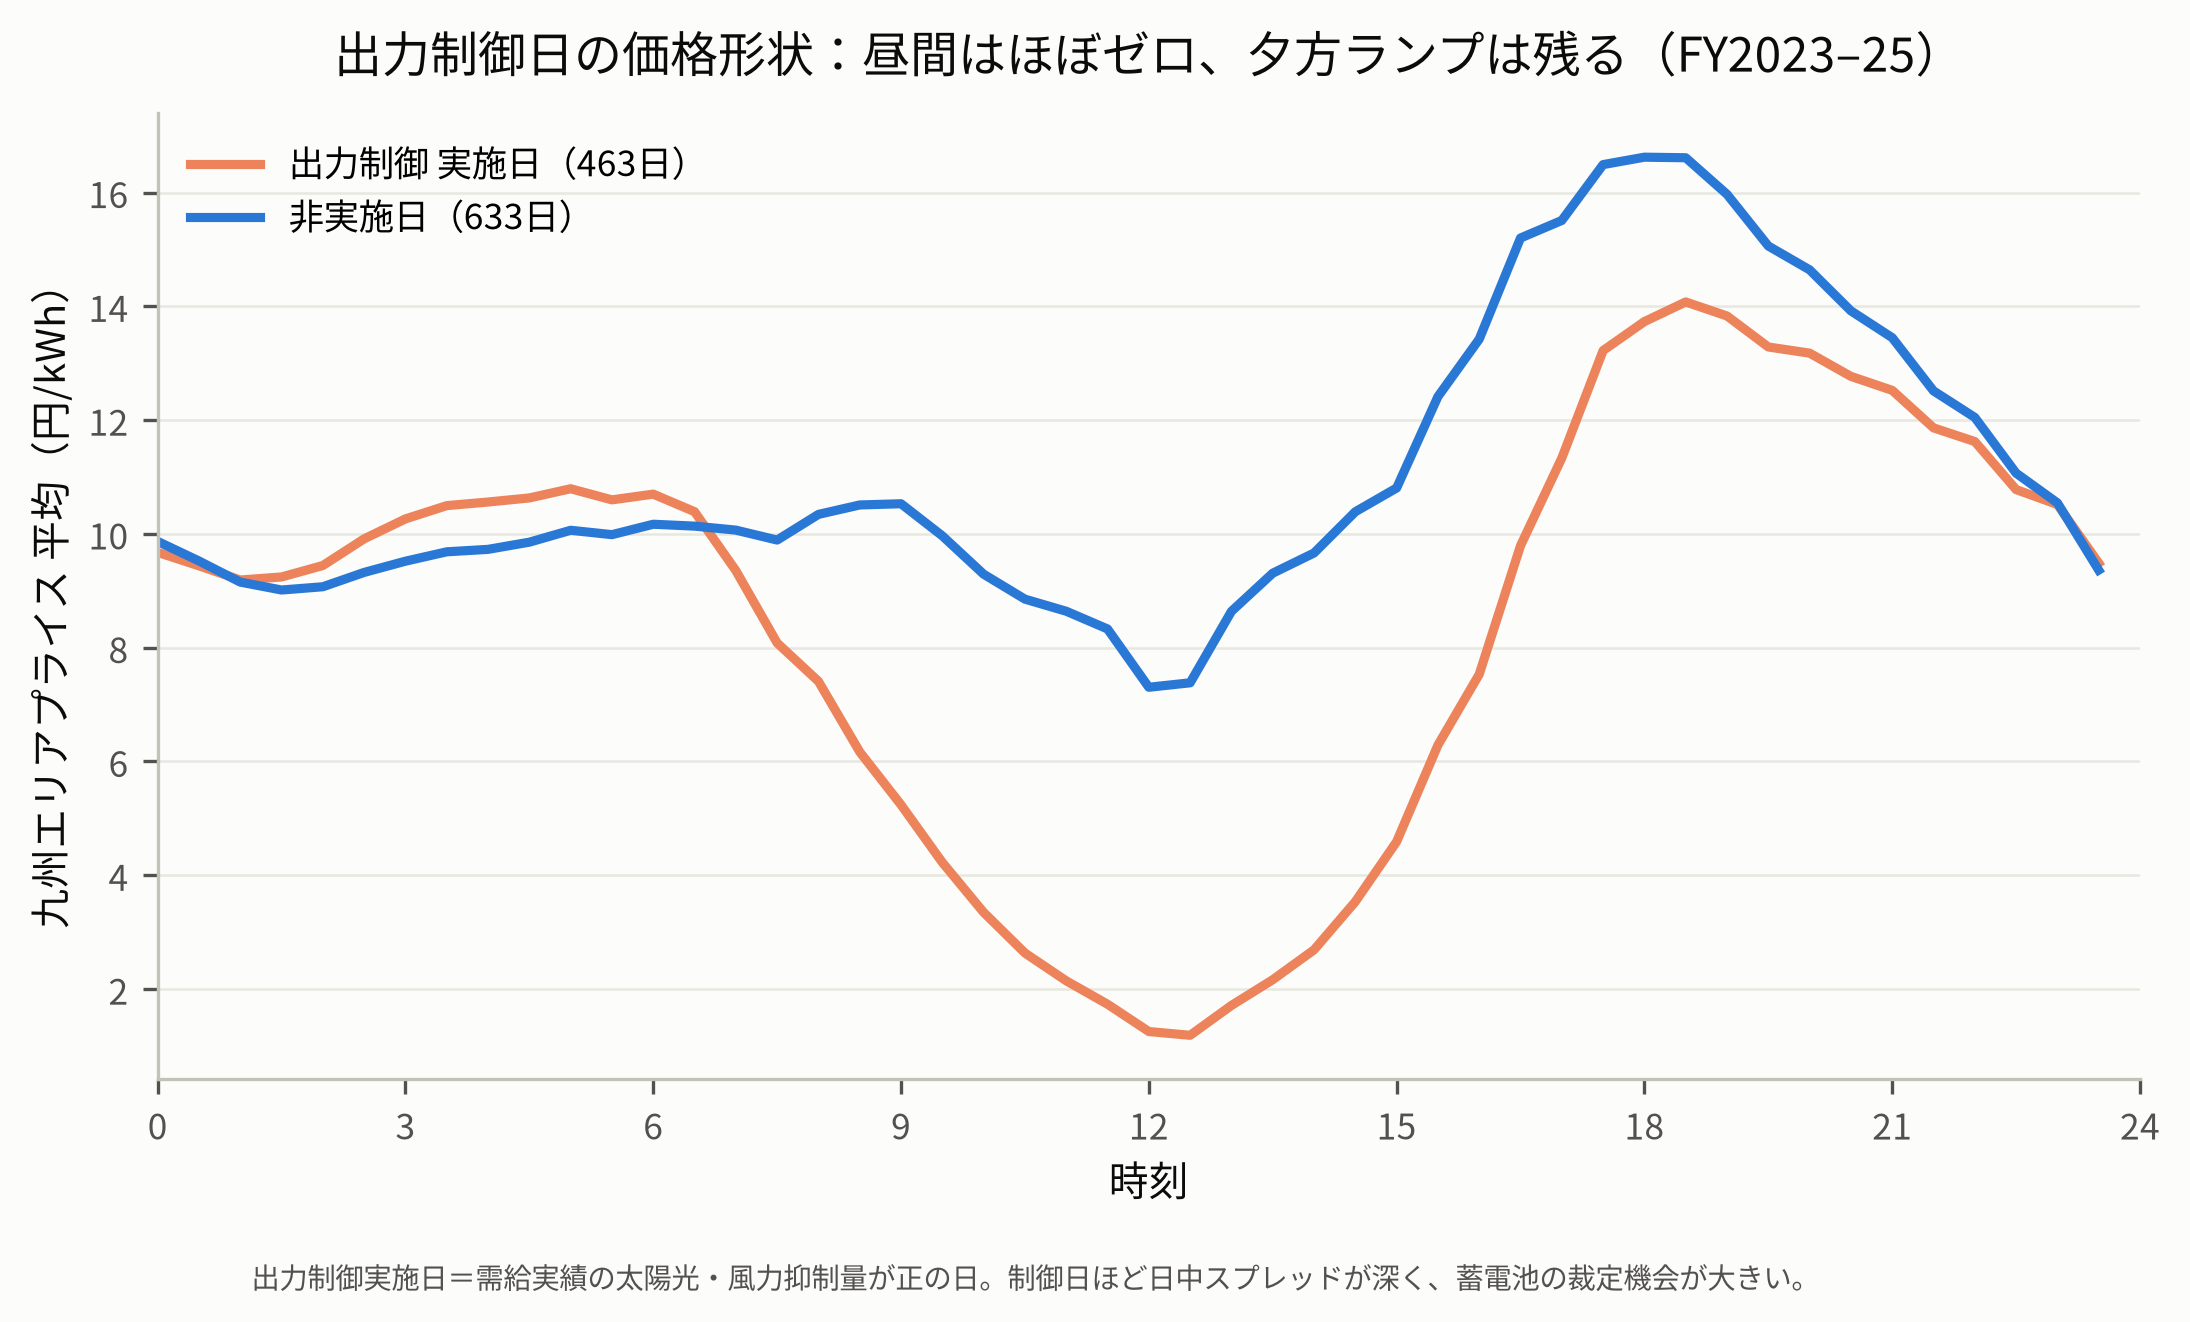 出力制御日の価格形状：昼間はほぼゼロ、夕方ランプは残る（FY2023–25）
出力制御 実施日（463日）
非実施日（633日）
九州エリアプライス 平均（円/kWh）
16
14
12
10
8
6
4
2
0 3 6 9 12 15 18 21 24
時刻
出力制御実施日＝需給実績の太陽光・風力抑制量が正の日。制御日ほど日中スプレッドが深く、蓄電池の裁定機会が大きい。